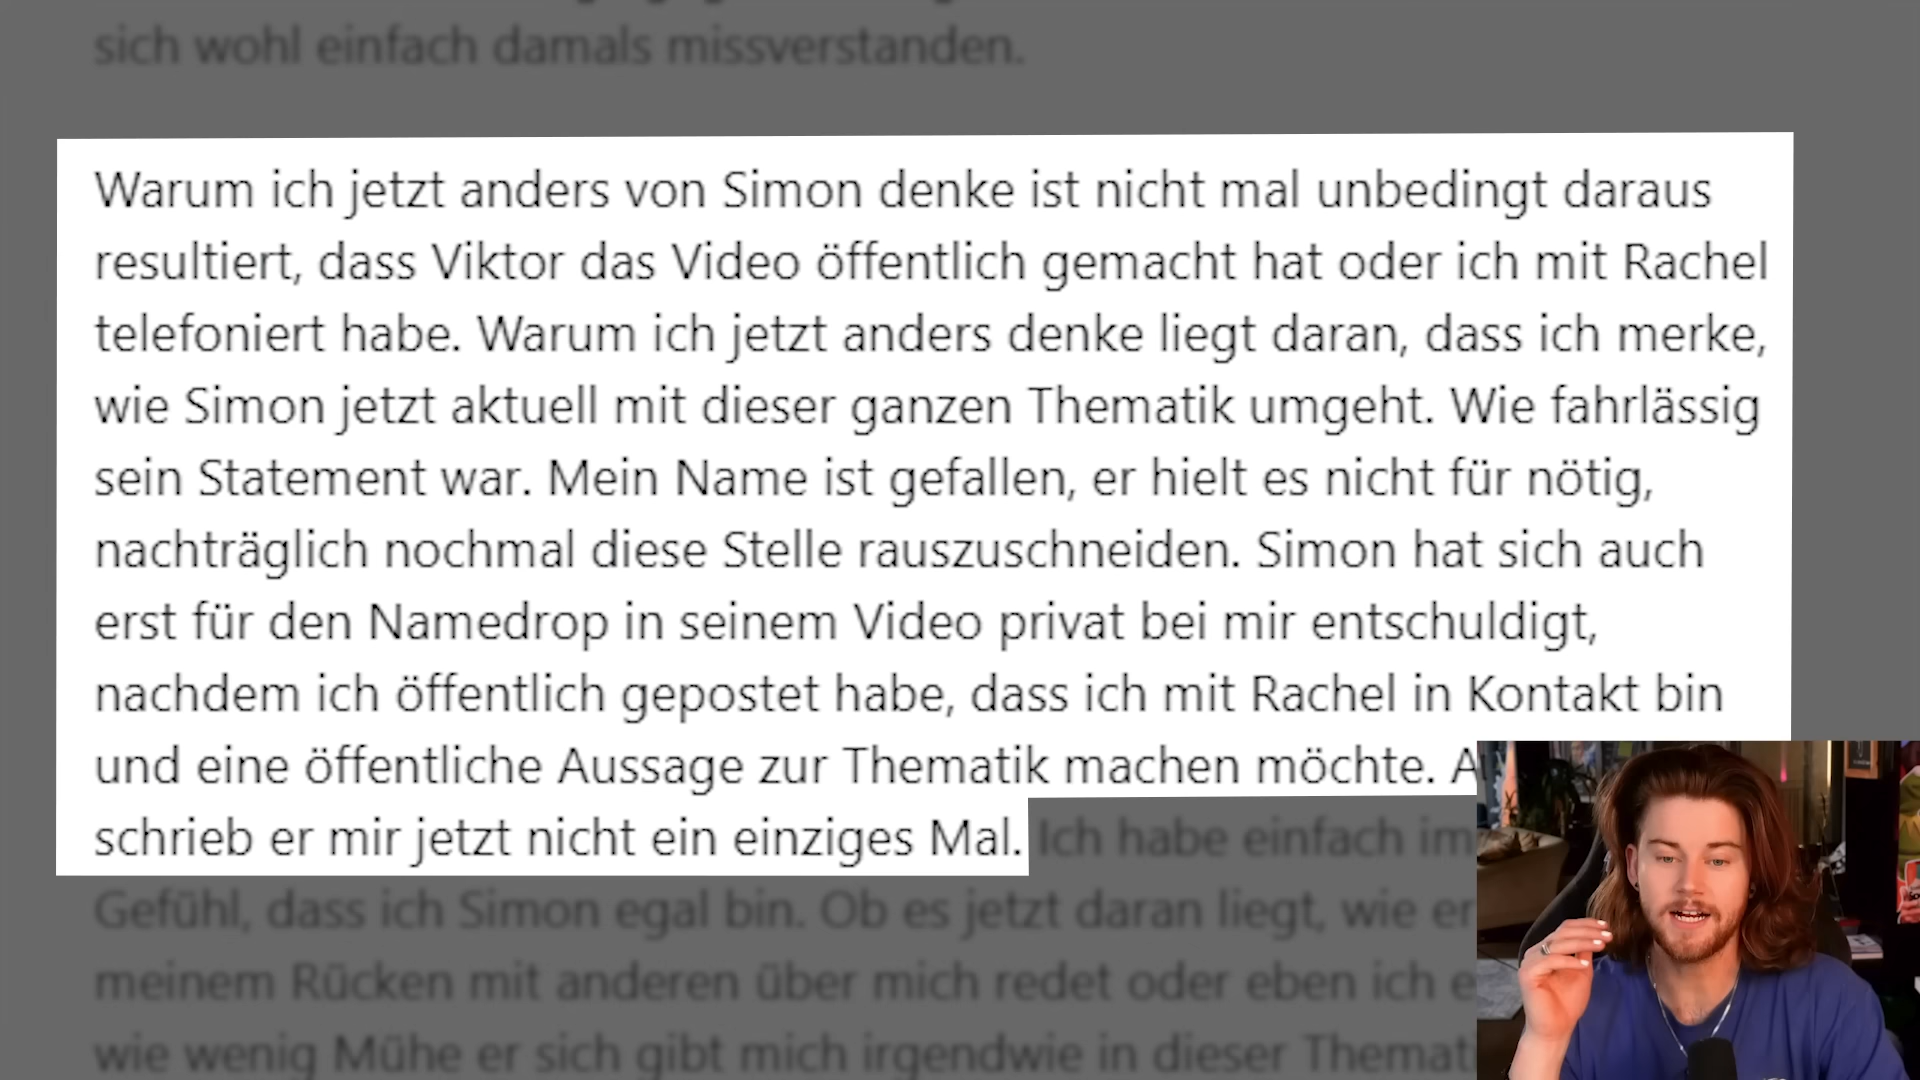 sich wohl einfach damals missverstanden.
Warum ich jetzt anders von Simon denke ist nicht mal unbedingt daraus
resultiert, dass Viktor das Video öffentlich gemacht hat oder ich mit Rachel
telefoniert habe. Warum ich jetzt anders denke liegt daran, dass ich merke,
wie Simon jetzt aktuell mit dieser ganzen Thematik umgeht. Wie fahrlässig
sein Statement war. Mein Name ist gefallen, er hielt es nicht für nötig,
nachträglich nochmal diese Stelle rauszuschneiden. Simon hat sich auch
erst für den Namedrop in seinem Video privat bei mir entschuldigt,
nachdem ich öffentlich gepostet habe, dass ich mit Rachel in Kontakt bin
und eine öffentliche Aussage zur Thematik machen möchte.
schrieb er mir jetzt nicht ein einziges Mal. Ich habe einfach
Gefühl, dass ich Simon egal bin. Ob es jetzt daran liegt, wie er
meinem Rücken mit anderen über mich redet oder eben ich
wie wenig Mühe er sich gibt mich irgendwie in dieser